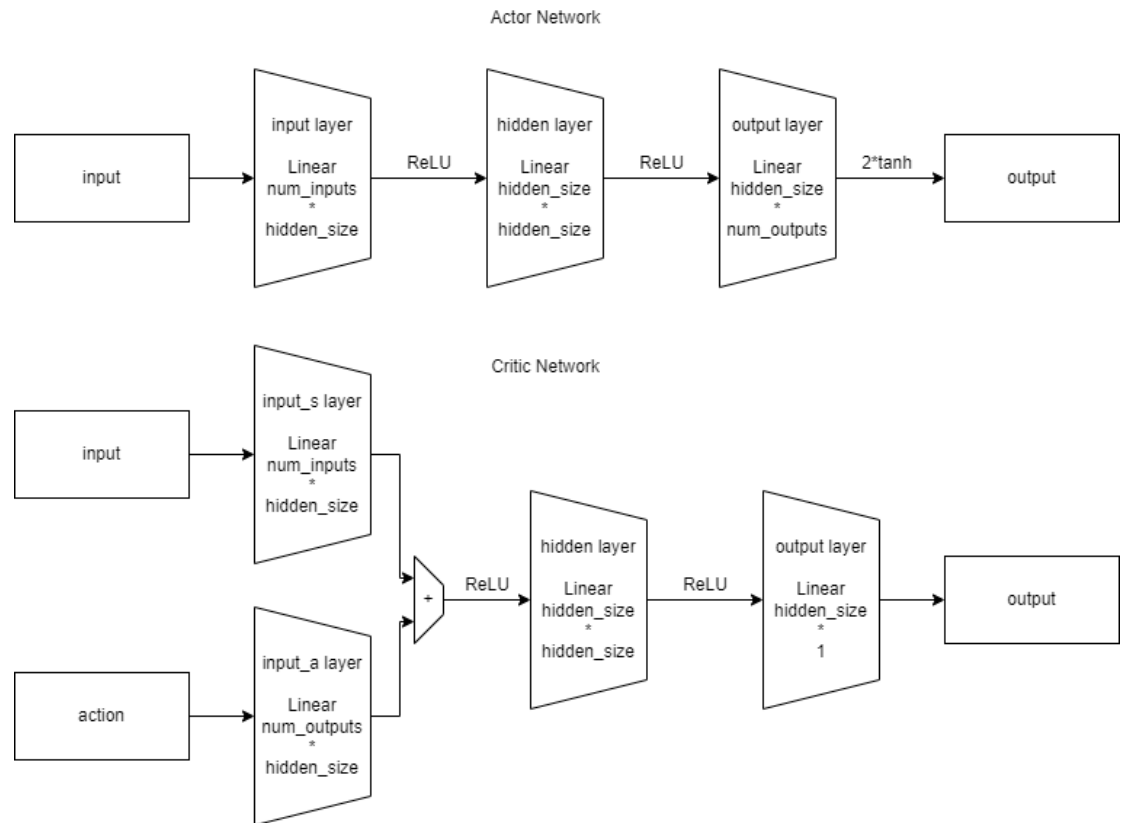 Actor Network
input
input layer
Linear
num_inputs
*
hidden_size
ReLU
hidden layer
Linear
hidden_size
*
hidden_size
ReLU
output layer
Linear
hidden_size
*
num_outputs
2*tanh
output
Critic Network
input
input_s layer
Linear
num_inputs
*
hidden_size
action
input_a layer
Linear
num_outputs
*
hidden_size
+
ReLU
hidden layer
Linear
hidden_size
*
hidden_size
ReLU
output layer
Linear
hidden_size
*
1
output